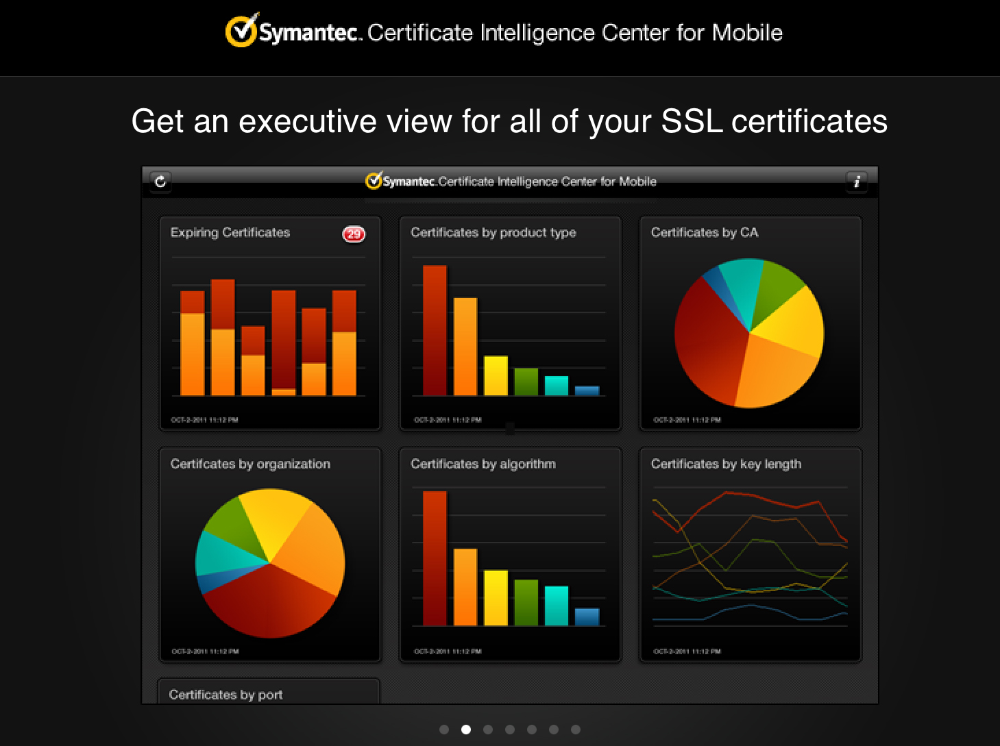 Symantec. Certificate Intelligence Center for Mobile
Get an executive view for all of your SSL certificates
Symantec. Certificate Intelligence Center for Mobile
i
Expiring Certificates
29
Certificates by product type
Certificates by CA
OCT-2-2011 11:12 PM
OCT-2-2011 11:12 PM
OCT-2-2011 11:12 PM
Certifcates by organization
Certificates by algorithm
Certificates by key length
OCT-2-2011 11:12 PM
OCT-2-2011 11:12 PM
OCT-2-2011 11:12 PM
Certificates by port